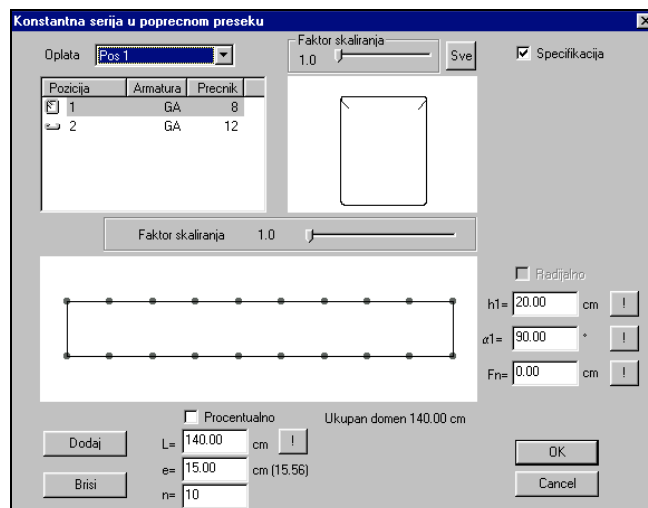 Konstantna serija u poprecnom preseku
Oplata Pos 1
Faktor skaliranja
1.0
Sve
Specifikacija
Pozicija Armatura Precnik
1 GA 8
2 GA 12
Faktor skaliranja 1.0
Radijalno
h1= 20.00 cm !
α1= 90.00 ° !
Fn= 0.00 cm !
Procentualno Ukupan domen 140.00 cm
Dodaj
L= 140.00 cm !
e= 15.00 cm (15.56)
Brisi
n= 10
OK
Cancel